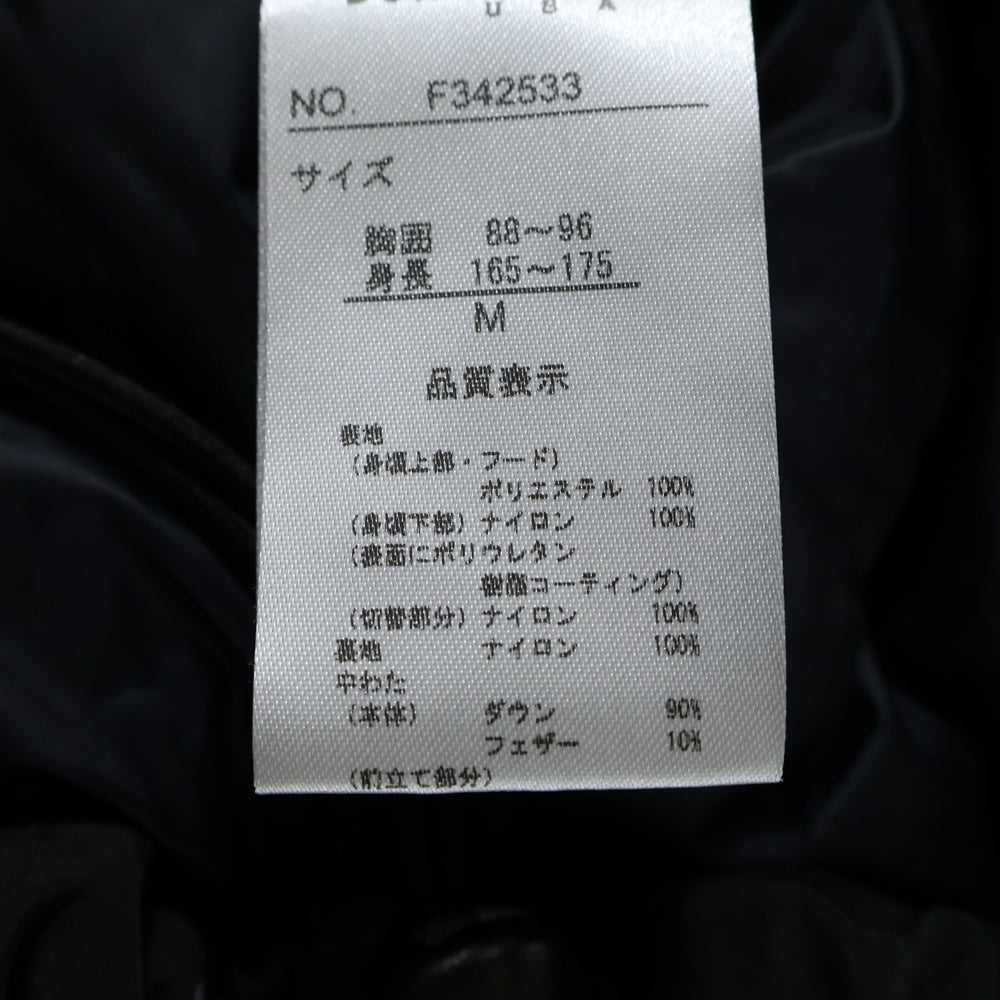 USA
NO. F342533
サイズ
胸囲 88～96
身長 165～175
M
品質表示
表地
(身頃上部・フード)
ポリエステル 100%
(身頃下部) ナイロン 100%
(表面にポリウレタン
樹脂コーティング)
(切替部分) ナイロン 100%
裏地 ナイロン 100%
中わた
(本体) ダウン 90%
フェザー 10%
(前立て部分)